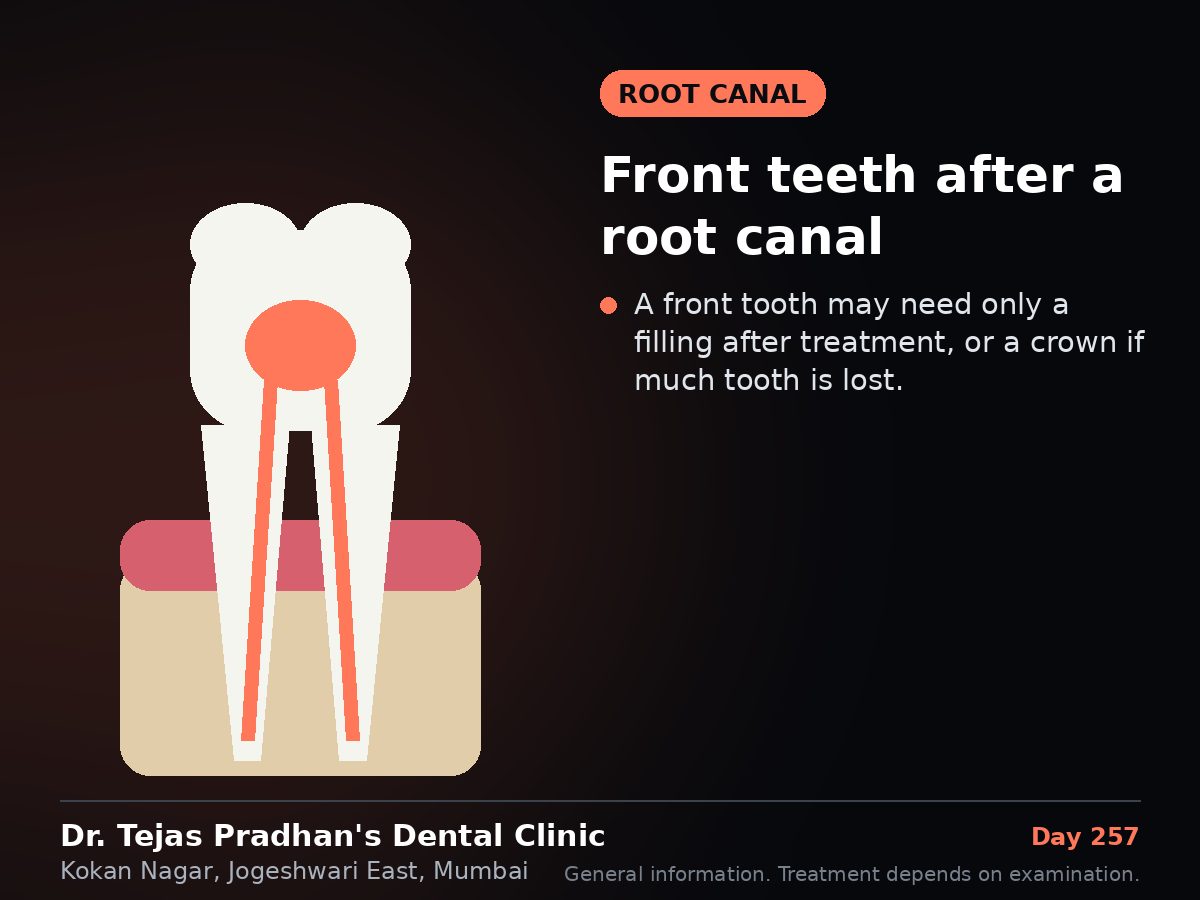 ROOT CANAL
Front teeth after a
root canal
A front tooth may need only a
filling after treatment, or a crown if
much tooth is lost.
Dr. Tejas Pradhan's Dental Clinic
Day 257
Kokan Nagar, Jogeshwari East, Mumbai
General information. Treatment depends on examination.